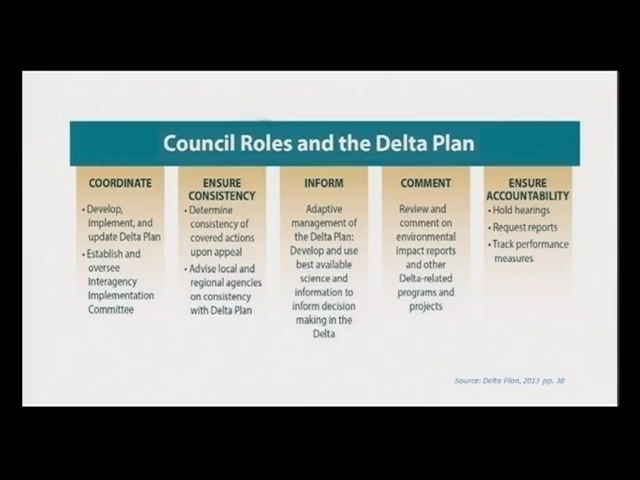 Council Roles and the Delta Plan
COORDINATE
• Develop,
implement, and
update Delta Plan
• Establish and
oversee
Interagency
Implementation
Committee
ENSURE
CONSISTENCY
• Determine
consistency of
covered actions
upon appeal
• Advise local and
regional agencies
on consistency
with Delta Plan
INFORM
Adaptive
management of
the Delta Plan:
Develop and use
best available
science and
information to
inform decision
making in the
Delta
COMMENT
Review and
comment on
environmental
impact reports
and other
Delta-related
programs and
projects
ENSURE
ACCOUNTABILITY
• Hold hearings
• Request reports
• Track performance
measures
Source: Delta Plan, 2013 pp. 38